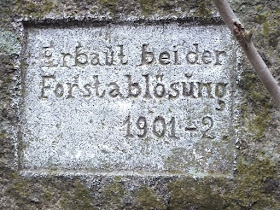 Erbaut bei der
Forstablösung
1901-2